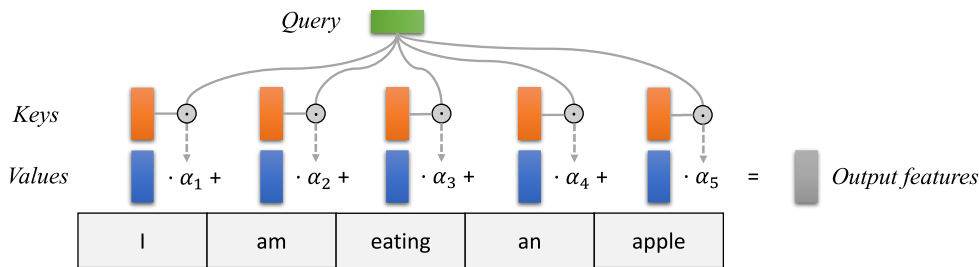 Query
Keys
Values · α₁ + · α₂ + · α₃ + · α₄ + · α₅ = Output features
I am eating an apple